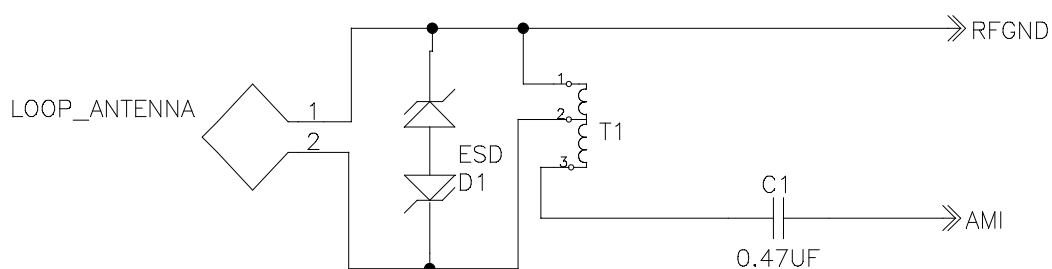 RFGND
LOOP_ANTENNA
1
2
1
2
3
T1
ESD
D1
C1
0.47UF
AMI